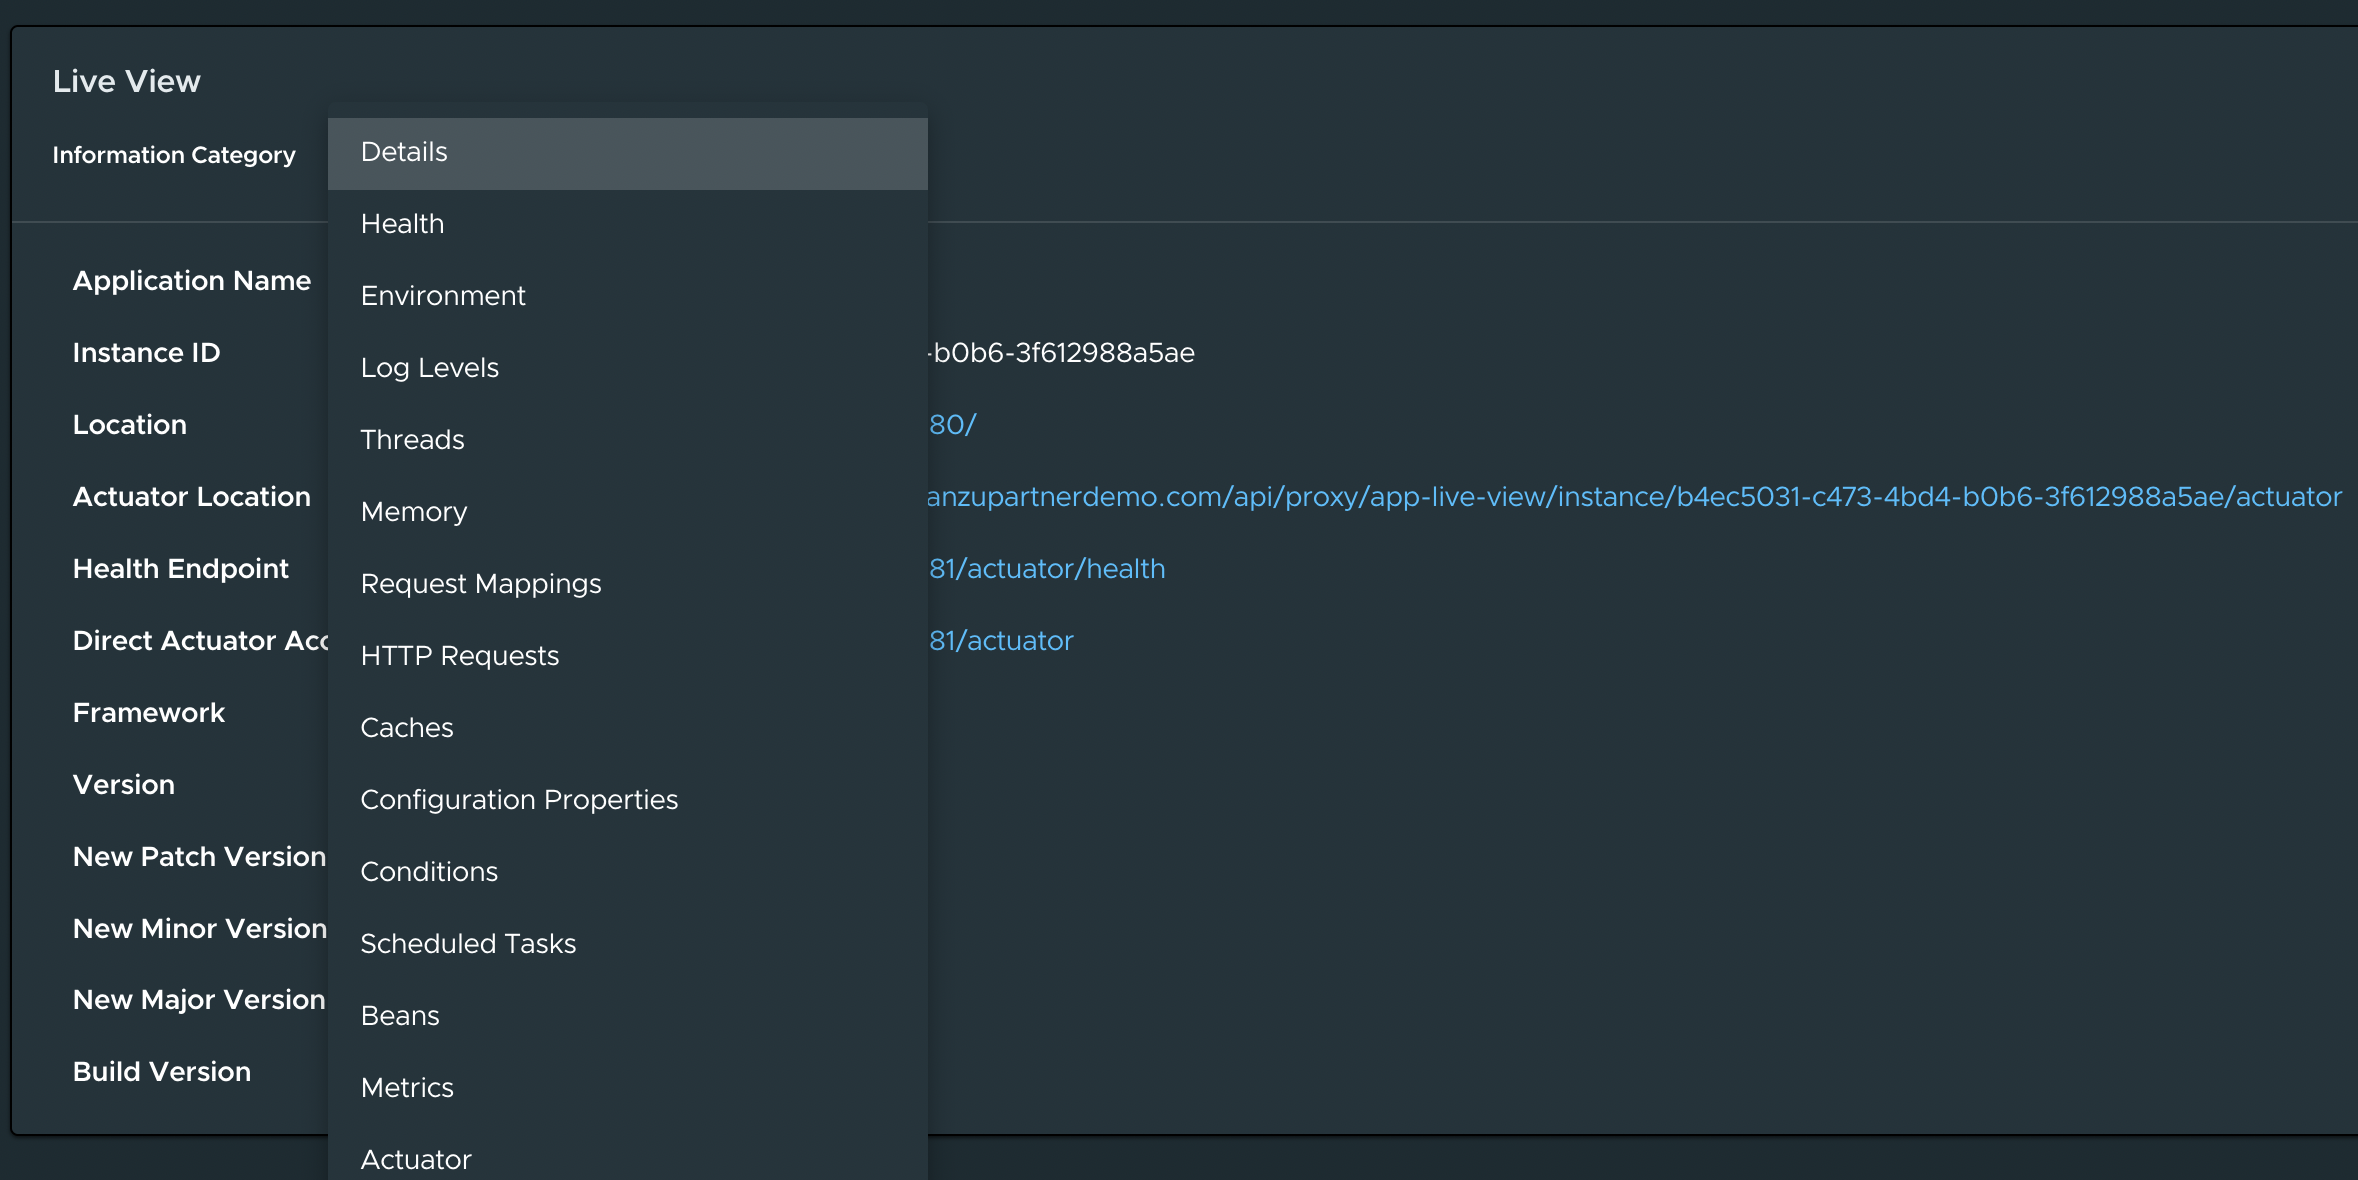 Live View
Information Category
Details
Health
Application Name
Environment
Instance ID
-b0b6-3f612988a5ae
Log Levels
Location
80/
Threads
Actuator Location
anzupartnerdemo.com/api/proxy/app-live-view/instance/b4ec5031-c473-4bd4-b0b6-3f612988a5ae/actuator
Memory
Health Endpoint
81/actuator/health
Request Mappings
Direct Actuator Acc
81/actuator
HTTP Requests
Framework
Caches
Version
Configuration Properties
New Patch Version
Conditions
New Minor Version
Scheduled Tasks
New Major Version
Beans
Build Version
Metrics
Actuator